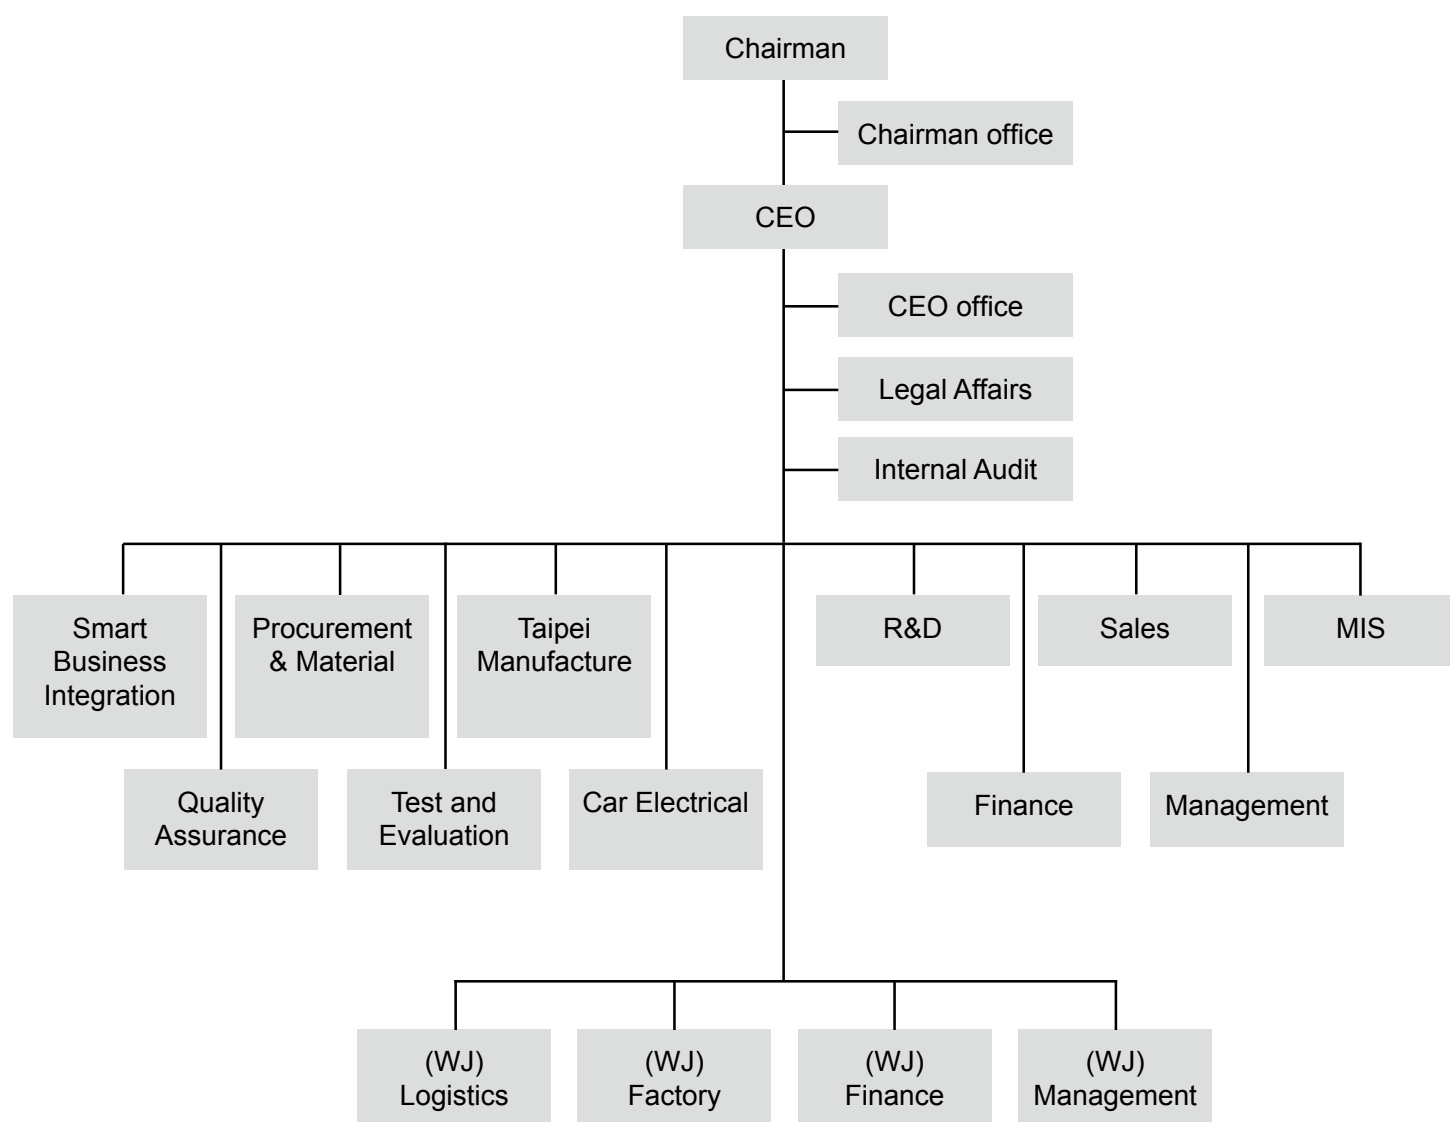 Chairman
Chairman office
CEO
CEO office
Legal Affairs
Internal Audit
Smart
Business
Integration
Procurement
& Material
Taipei
Manufacture
R&D
Sales
MIS
Quality
Assurance
Test and
Evaluation
Car Electrical
Finance
Management
(WJ)
Logistics
(WJ)
Factory
(WJ)
Finance
(WJ)
Management